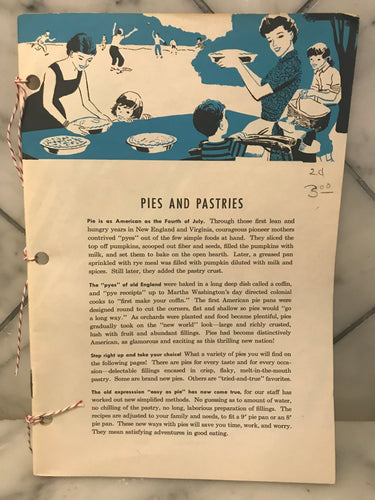 2d
3.00
PIES AND PASTRIES
Pie is as American as the Fourth of July. Through those first lean and
hungry years in New England and Virginia, courageous pioneer mothers
contrived "pyes" out of the few simple foods at hand. They sliced the
top off pumpkins, scooped out fiber and seeds, filled the pumpkins with
milk, and set them to bake on the open hearth. Later, a greased pan
sprinkled with rye meal was filled with pumpkin diluted with milk and
spices. Still later, they added the pastry crust.
The "pyes" of old England were baked in a long deep dish called a coffin,
and "pye receipts" up to Martha Washington's day directed colonial
cooks to "first make your coffin." The first American pie pans were
designed round to cut the corners, flat and shallow so pie would "go
a long way." As orchards were planted and food became plentiful, pies
gradually took on the "new world" look—large and richly crusted,
lush with fruit and abundant fillings. Pies had become distinctively
American, as glamorous and exciting as this thrilling new nation!
Step right up and take your choice! What a variety of pies you will find on
the following pages! There are pies for every taste and for every occa-
sion—delectable fillings encased in crisp, flaky, melt-in-the-mouth
pastry. Some are brand new pies. Others are "tried-and-true" favorites.
The old expression "easy as pie" has now come true, for our staff has
worked out new simplified methods. No guessing as to amount of water,
no chilling of the pastry, no long, laborious preparation of fillings. The
recipes are adjusted to your family and needs, to fit a 9" pie pan or an 8"
pie pan. These new ways with pies will save you time, work, and worry.
They mean satisfying adventures in good eating.